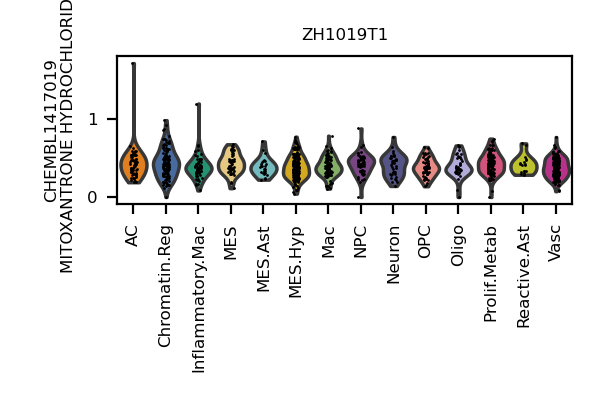 ZH1019T1
CHEMBL1417019
MITOXANTRONE HYDROCHLORID
1
0
AC
Chromatin.Reg
Inflammatory.Mac
MES
MES.Ast
MES.Hyp
Mac
NPC
Neuron
OPC
Oligo
Prolif.Metab
Reactive.Ast
Vasc